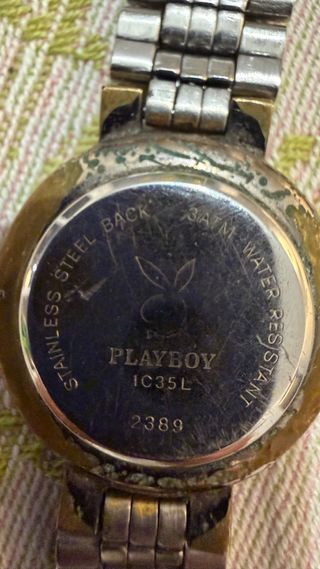 STAINLESS STEEL BACK
3ATM WATER RESISTANT
PLAYBOY
IC35L
2389